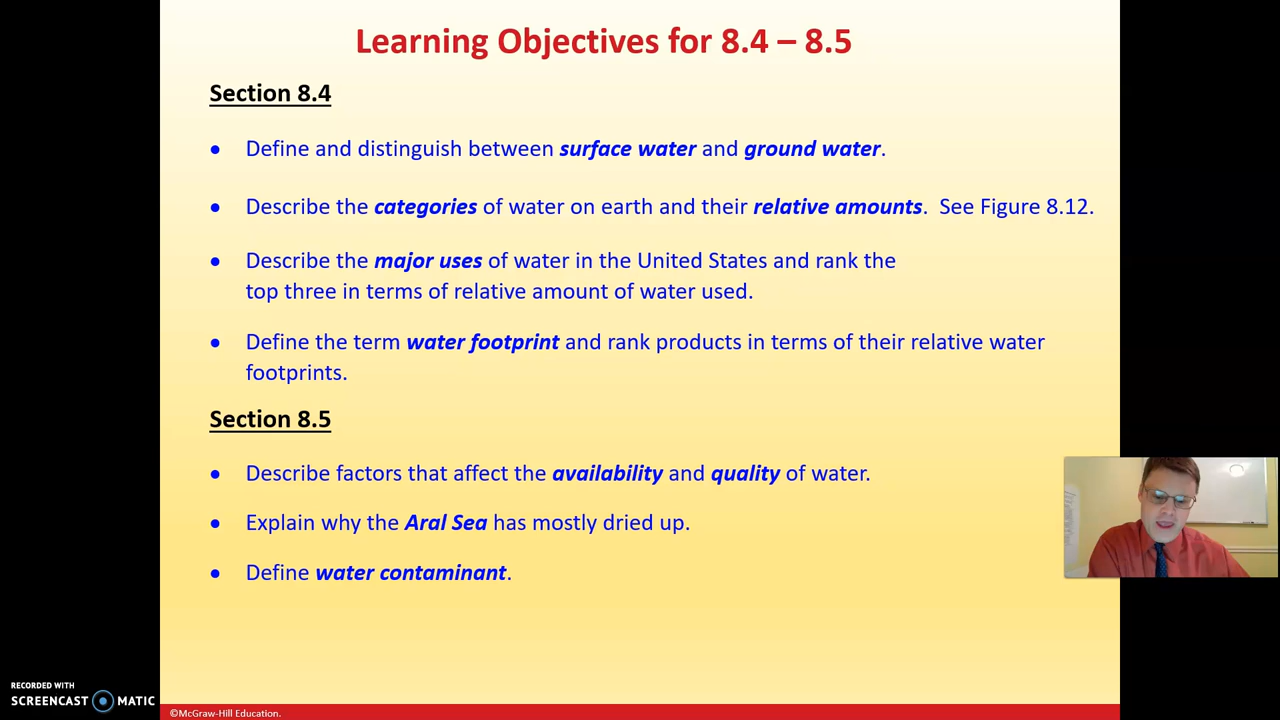 Learning Objectives for 8.4 – 8.5
Section 8.4
• Define and distinguish between surface water and ground water.
• Describe the categories of water on earth and their relative amounts. See Figure 8.12.
• Describe the major uses of water in the United States and rank the
top three in terms of relative amount of water used.
• Define the term water footprint and rank products in terms of their relative water
footprints.
Section 8.5
• Describe factors that affect the availability and quality of water.
• Explain why the Aral Sea has mostly dried up.
• Define water contaminant.
RECORDED WITH
SCREENCAST MATIC
©McGraw-Hill Education.